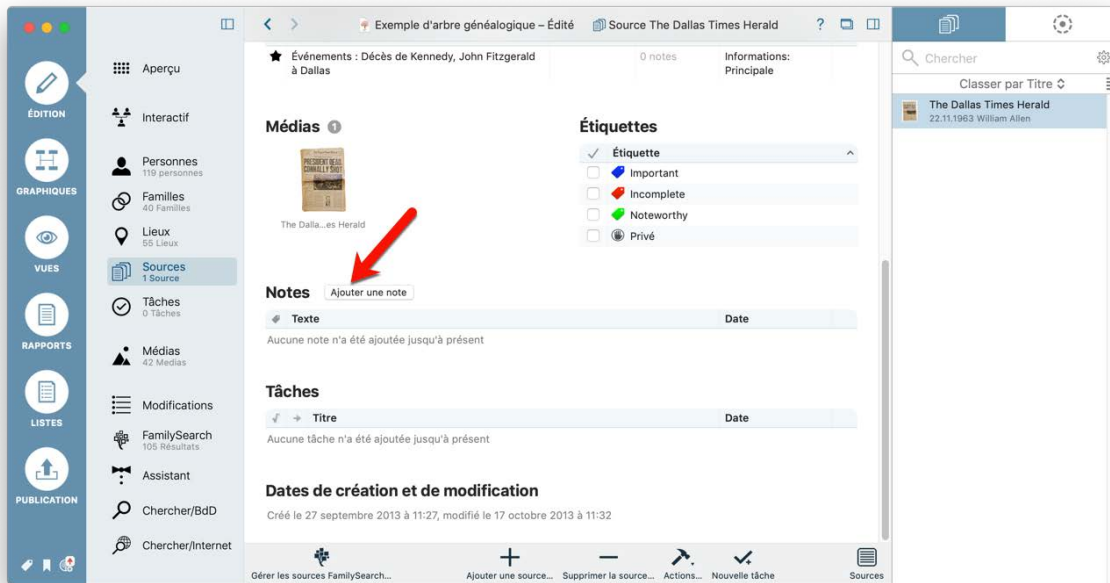 Exemple d'arbre généalogique – Édité
Source The Dallas Times Herald
?
ÉDITION
GRAPHIQUES
VUES
RAPPORTS
LISTES
PUBLICATION
Aperçu
Interactif
Personnes
119 personnes
Familles
40 Familles
Lieux
55 Lieux
Sources
1 Source
Tâches
0 Tâches
Médias
42 Medias
Modifications
FamilySearch
105 Résultats
Assistant
Chercher/BdD
Chercher/Internet
Événements : Décès de Kennedy, John Fitzgerald
à Dallas
0 notes
Informations:
Principale
Médias 1
PRESIDENT DEAD
CONNALLY SHOT
The Dalla...es Herald
Étiquettes
Étiquette
Important
Incomplete
Noteworthy
Privé
Notes
Ajouter une note
Texte
Date
Aucune note n'a été ajoutée jusqu'à présent
Tâches
Titre
Date
Aucune tâche n'a été ajoutée jusqu'à présent
Dates de création et de modification
Créé le 27 septembre 2013 à 11:27, modifié le 17 octobre 2013 à 11:32
Gérer les sources FamilySearch...
Ajouter une source...
Supprimer la source...
Actions...
Nouvelle tâche
Sources
Chercher
Classer par Titre
The Dallas Times Herald
22.11.1963 William Allen